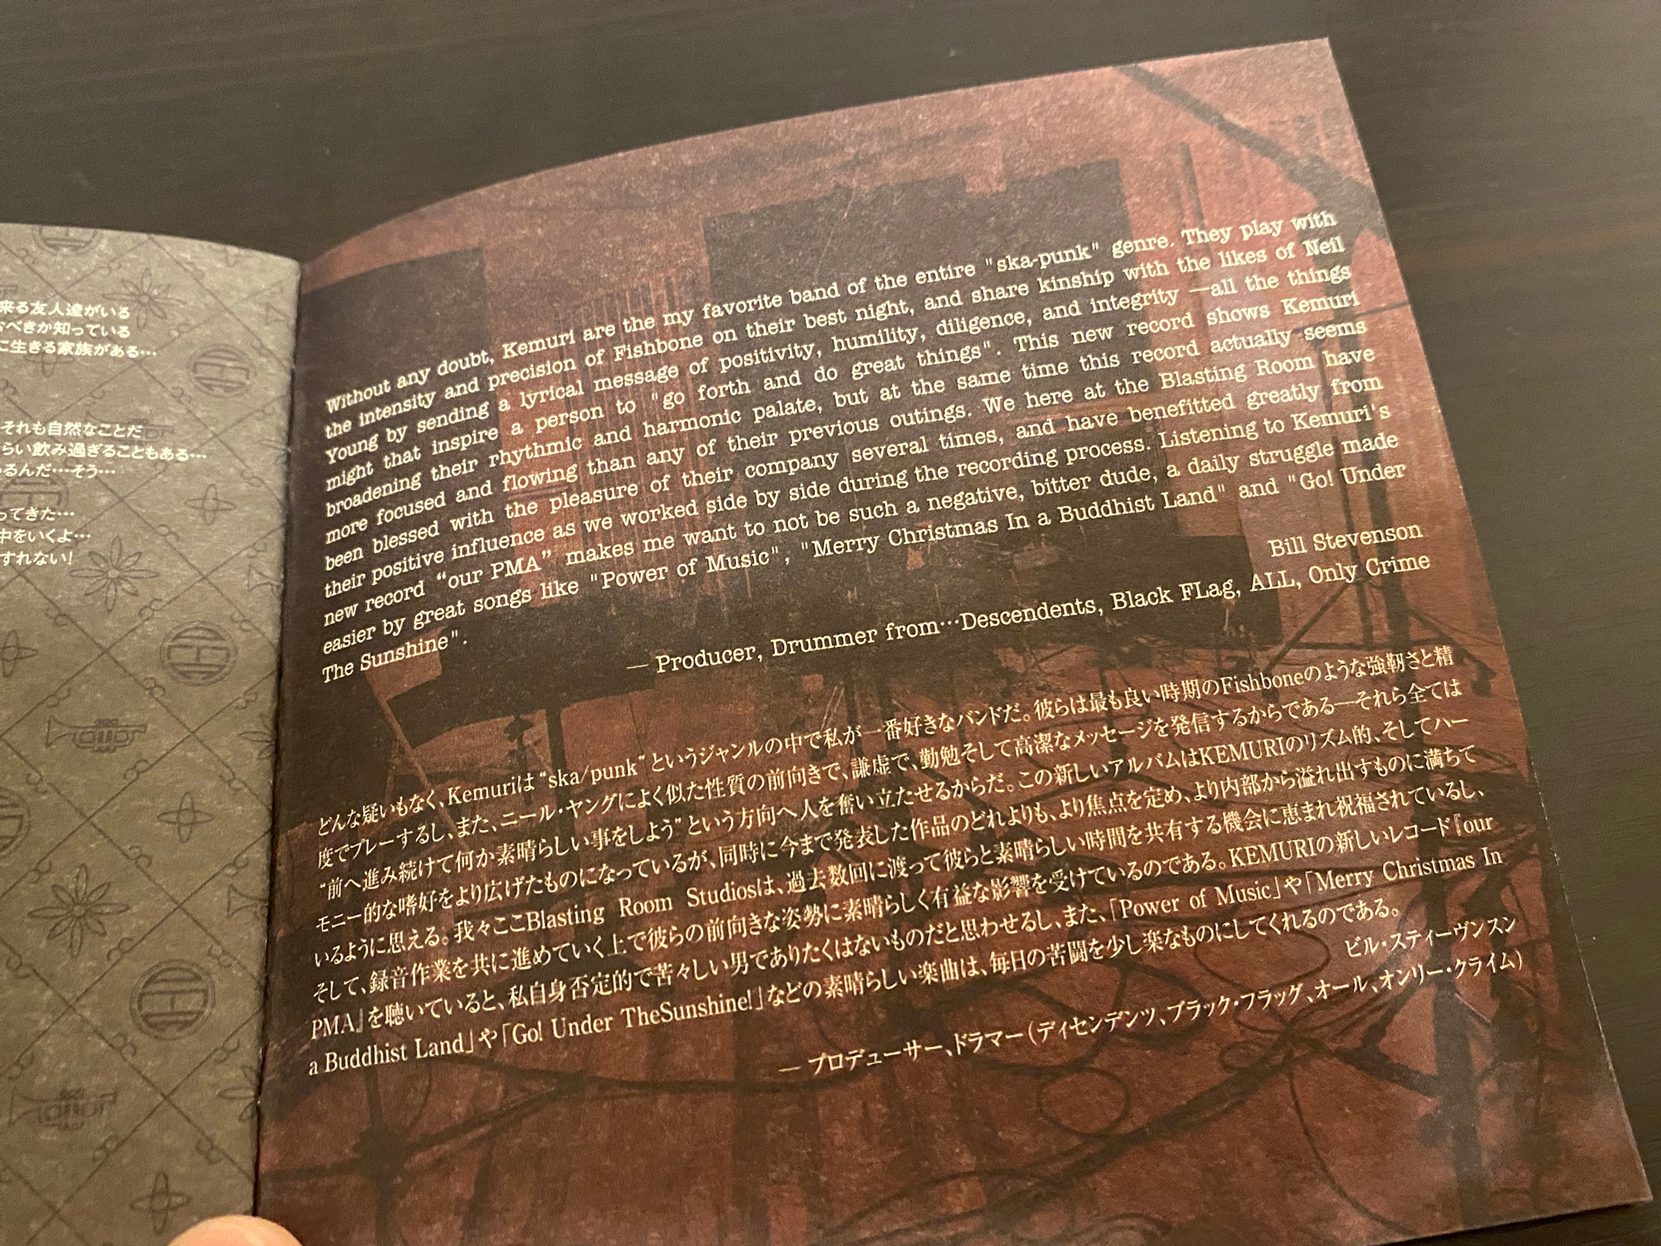 来る友人達がいる
べきか知っている
に生きる家族がある…
それも自然なことだ
らい飲み過ぎることもある…
るんだ…そう…
ってきた…
中をいくよ…
すれない!
Without any doubt, Kemuri are the my favorite band of the entire "ska-punk" genre. They play with
the intensity and precision of Fishbone on their best night, and share kinship with the likes of Neil
Young by sending a lyrical message of positivity, humility, diligence, and integrity —all the things
might that inspire a person to "go forth and do great things". This new record shows Kemuri
broadening their rhythmic and harmonic palate, but at the same time this record actually seems
more focused and flowing than any of their previous outings. We here at the Blasting Room have
been blessed with the pleasure of their company several times, and have benefitted greatly from
their positive influence as we worked side by side during the recording process. Listening to Kemuri's
new record “our PMA” makes me want to not be such a negative, bitter dude, a daily struggle made
easier by great songs like "Power of Music", "Merry Christmas In a Buddhist Land" and "Go! Under
The Sunshine".
Bill Stevenson
— Producer, Drummer from…Descendents, Black FLag, ALL, Only Crime
どんな疑いもなく、Kemuriは“ska/punk”というジャンルの中で私が一番好きなバンドだ。彼らは最も良い時期のFishboneのような強靭さと精
度でプレーするし、また、ニール・ヤングによく似た性質の前向きで、謙虚で、勤勉そして高潔なメッセージを発信するからである—それら全ては
“前へ進み続けて何か素晴らしい事をしよう”という方向へ人を奮い立たせるからだ。この新しいアルバムはKEMURIのリズム的、そしてハー
モニー的な嗜好をより広げたものになっているが、同時に今まで発表した作品のどれよりも、より焦点を定め、より内部から溢れ出すものに満ちて
いるように思える。我々ここBlasting Room Studiosは、過去数回に渡って彼らと素晴らしい時間を共有する機会に恵まれ祝福されているし、
そして、録音作業を共に進めていく上で彼らの前向きな姿勢に素晴らしく有益な影響を受けているのである。KEMURIの新しいレコード『our
PMA』を聴いていると、私自身否定的で苦々しい男でありたくはないものだと思わせるし、また、「Power of Music」や「Merry Christmas In
a Buddhist Land」や「Go! Under TheSunshine!」などの素晴らしい楽曲は、毎日の苦闘を少し楽なものにしてくれるのである。
ビル・スティーヴンスン
— プロデューサー、ドラマー(ディセンデンツ、ブラック・フラッグ、オール、オンリー・クライム)